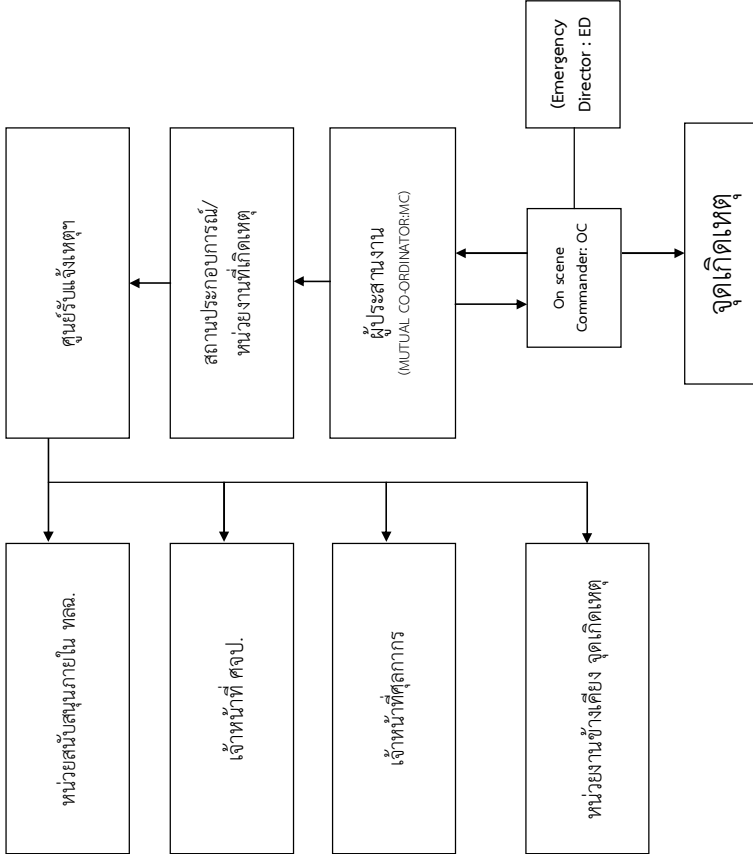 หน่วยสนับสนุนภายใน ทลฉ.
ศูนย์รับแจ้งเหตุฯ
เจ้าหน้าที่ ศจป.
สถานประกอบการณ์/
หน่วยงานที่เกิดเหตุ
เจ้าหน้าที่ศุลกากร
ผู้ประสานงาน
(MUTUAL CO-ORDINATOR:MC)
หน่วยงานข้างเคียง จุดเกิดเหตุ
On scene
Commander: OC
(Emergency
Director : ED
จุดเกิดเหตุ